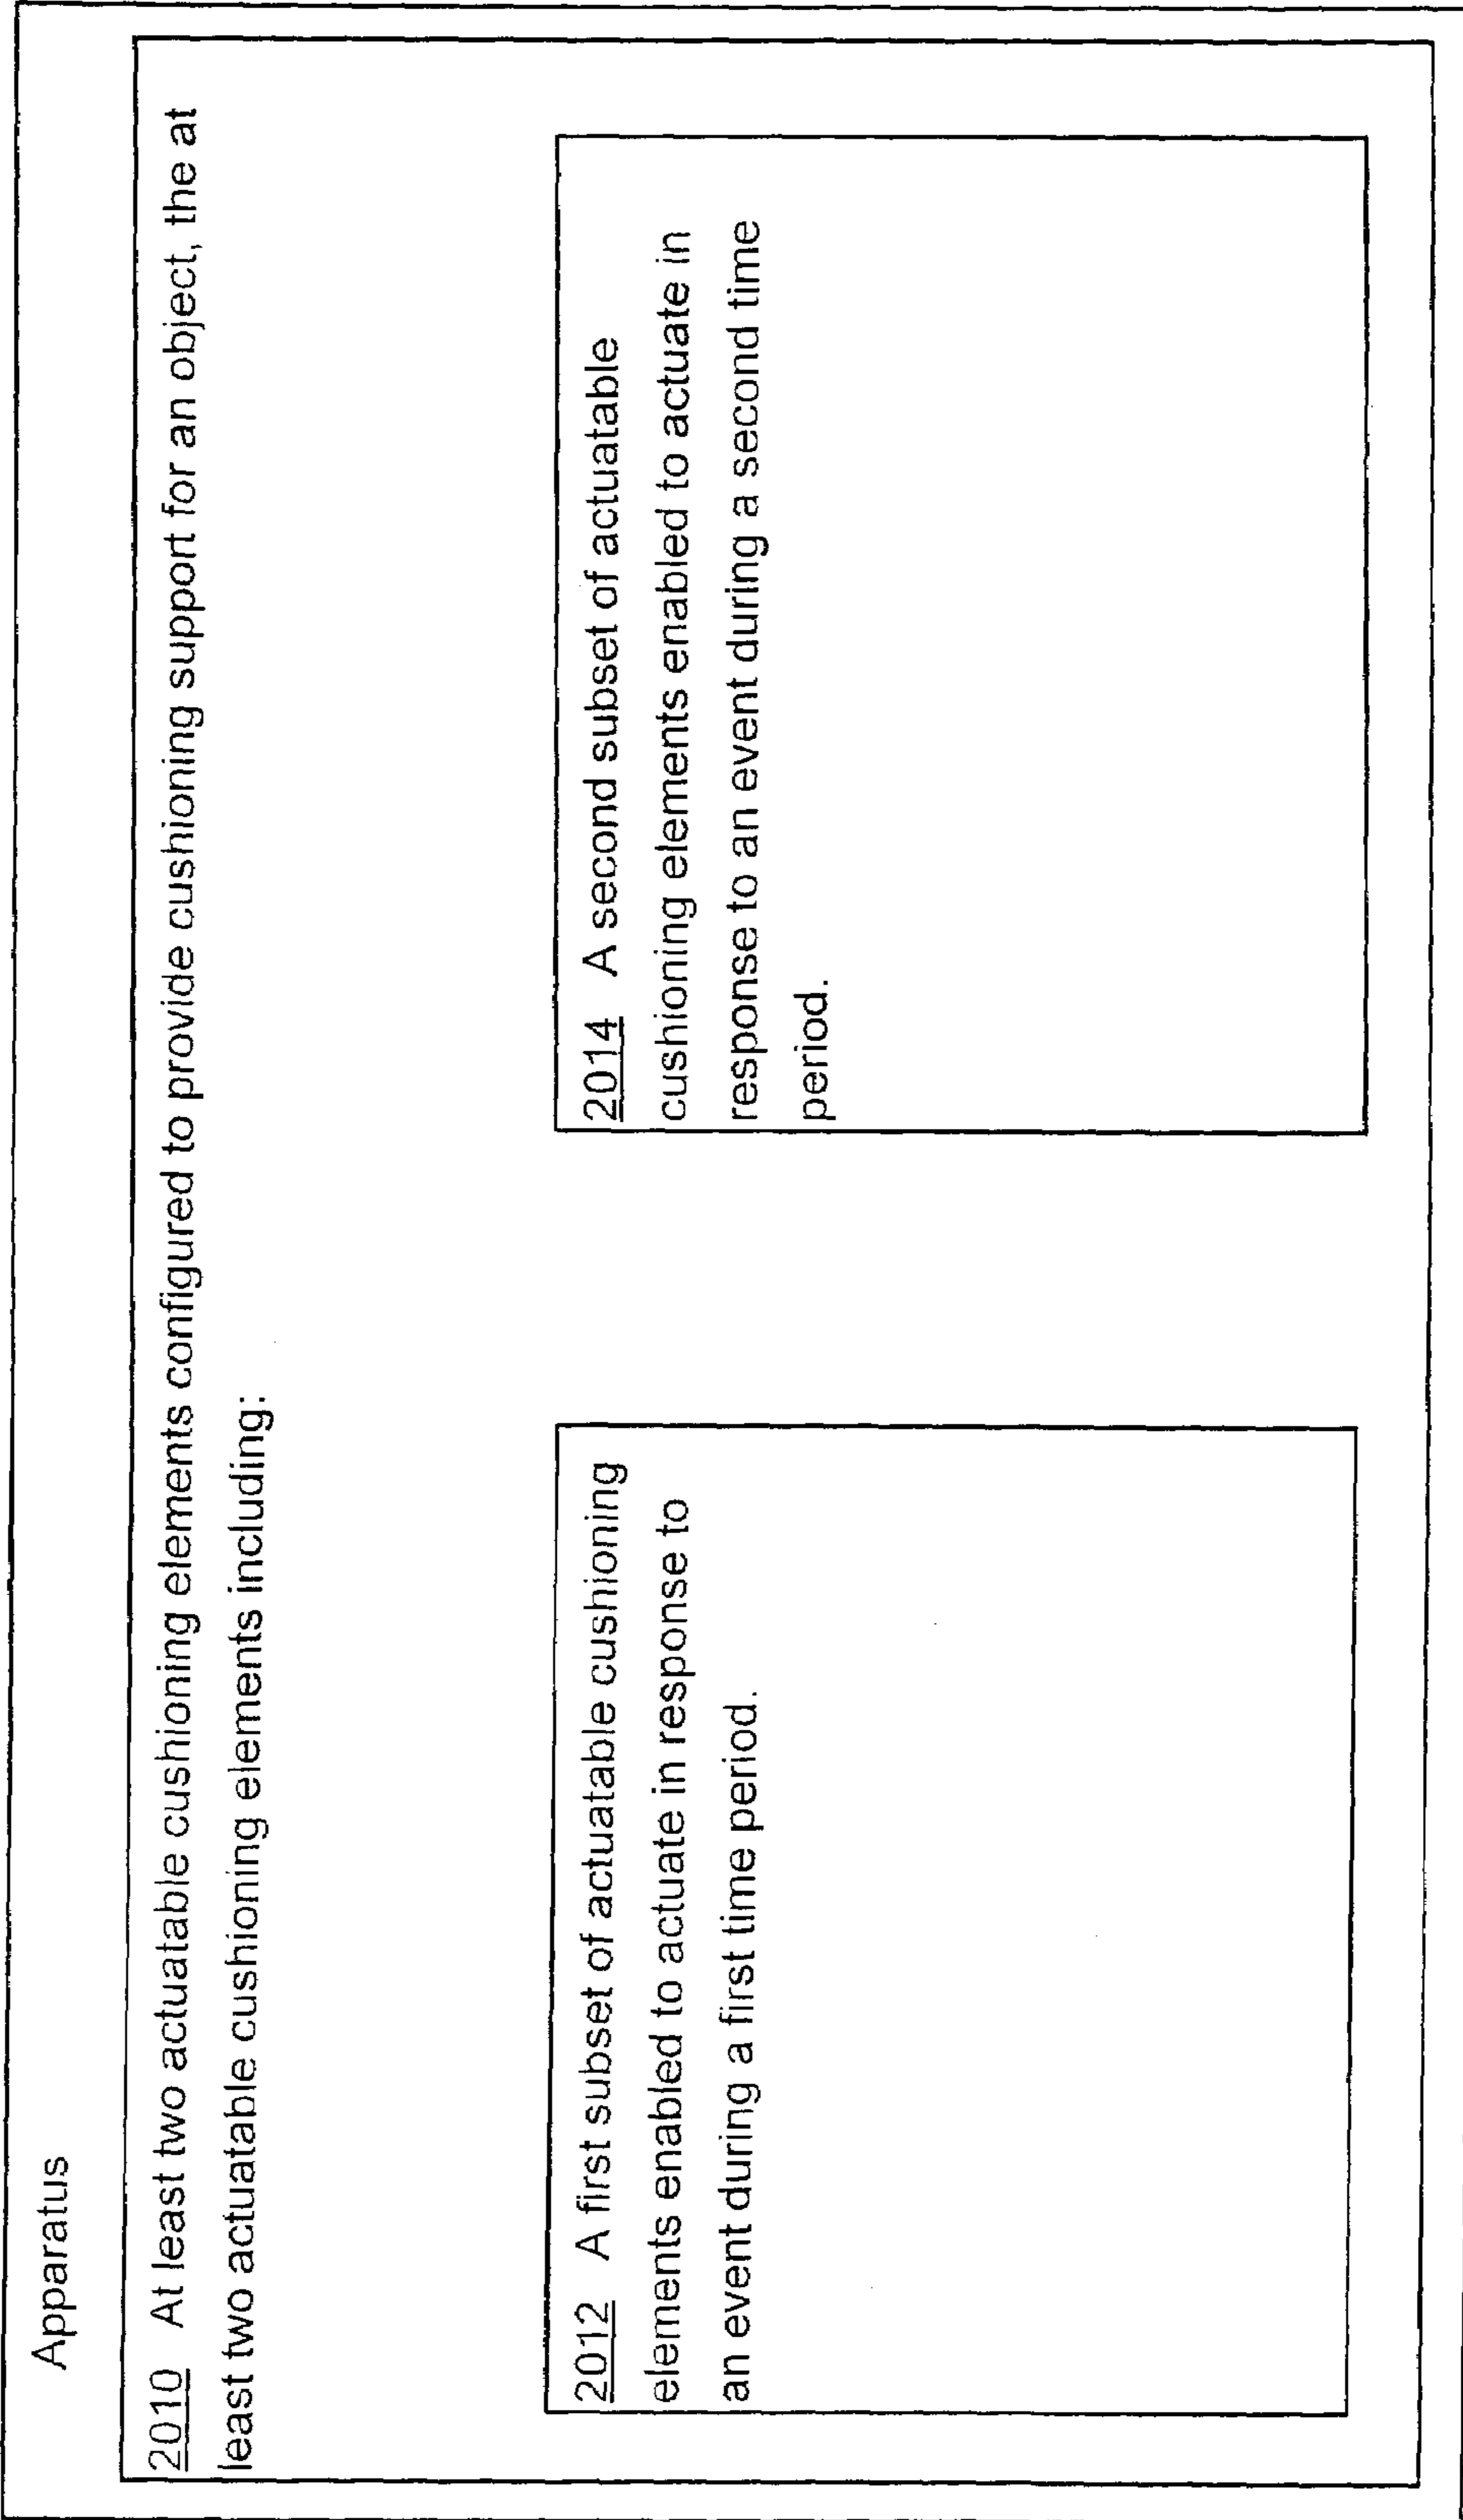 Apparatus
2010 At least two actuatable cushioning elements configured to provide cushioning support for an object, the at
least two actuatable cushioning elements including:
2012 A first subset of actuatable cushioning
elements enabled to actuate in response to
an event during a first time period.
2014 A second subset of actuatable
cushioning elements enabled to actuate in
response to an event during a second time
period.